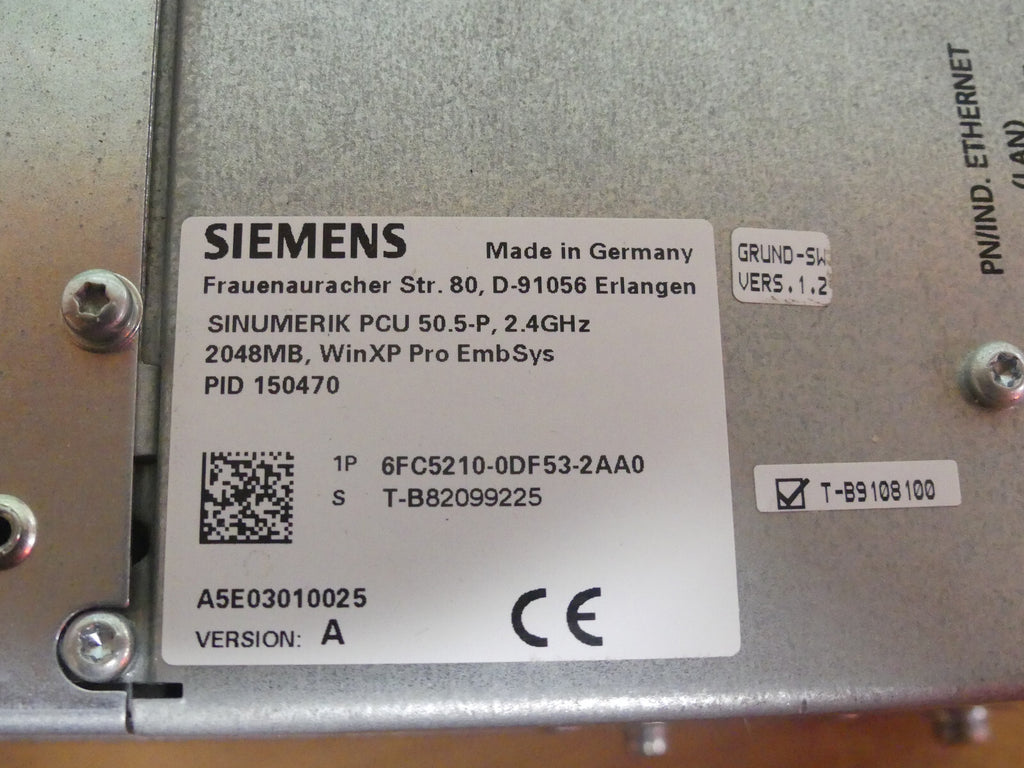 SIEMENS
Made in Germany
Frauenauracher Str. 80, D-91056 Erlangen
SINUMERIK PCU 50.5-P, 2.4GHz
2048MB, WinXP Pro EmbSys
PID 150470
1P 6FC5210-0DF53-2AA0
S T-B82099225
A5E03010025
VERSION: A
CE
GRUND-SW
VERS.1.2
T-B9108100
PN/IND. ETHERNET
(LAN)